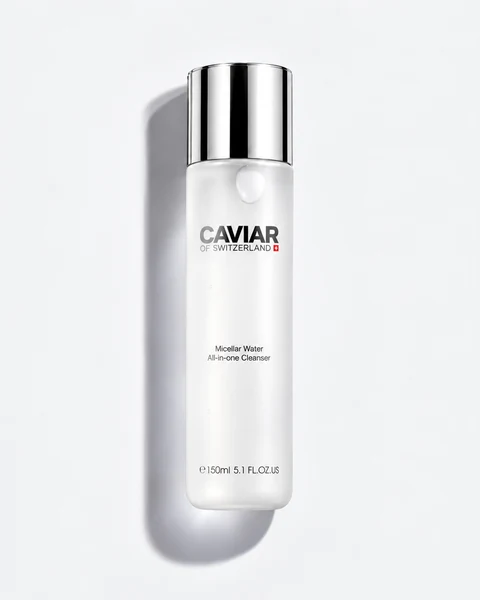 CAVIAR
OF SWITZERLAND
Micellar Water
All-in-one Cleanser
℮150ml 5.1 FL.OZ.US